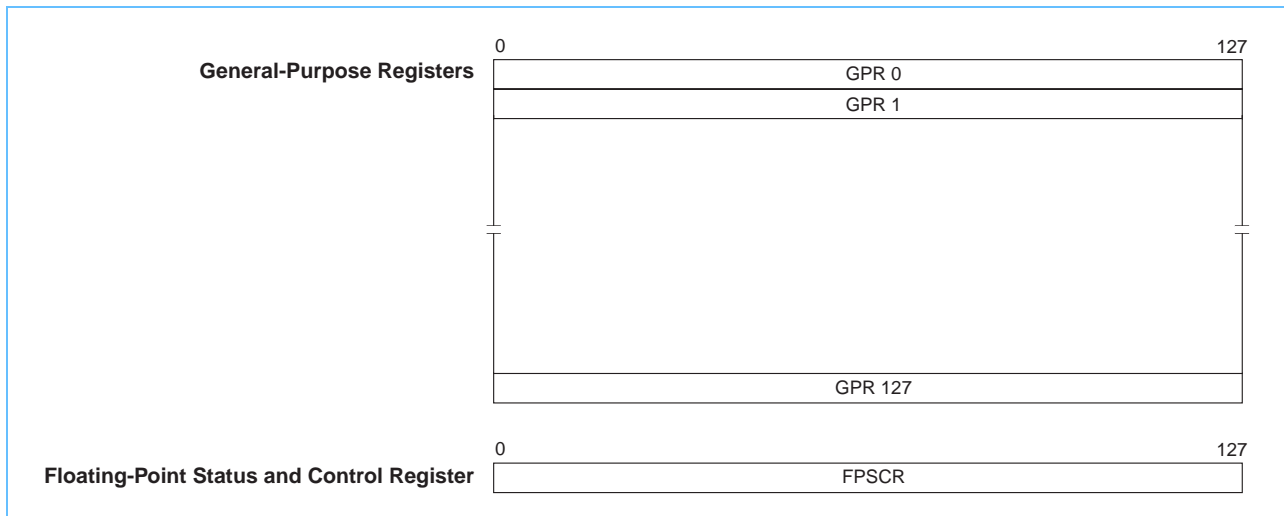 0 127
General-Purpose Registers GPR 0
GPR 1
GPR 127
0 127
Floating-Point Status and Control Register FPSCR